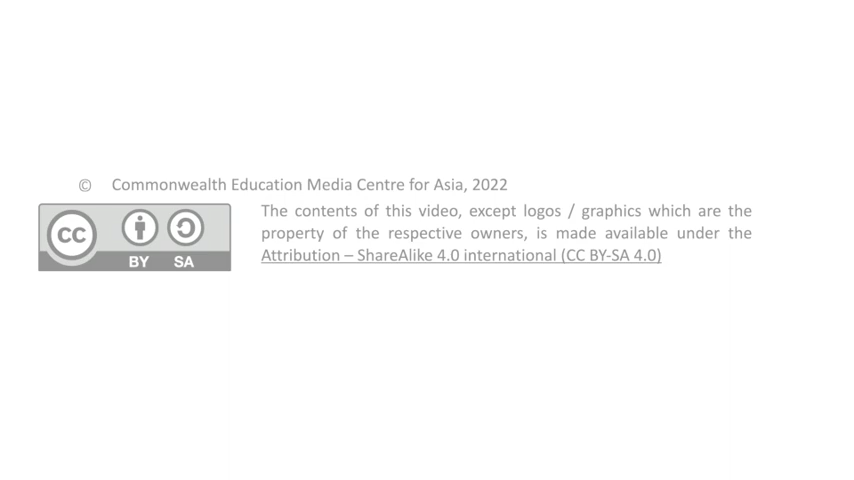 © Commonwealth Education Media Centre for Asia, 2022
The contents of this video, except logos / graphics which are the
property of the respective owners, is made available under the
Attribution – ShareAlike 4.0 international (CC BY-SA 4.0)
cc
BY SA